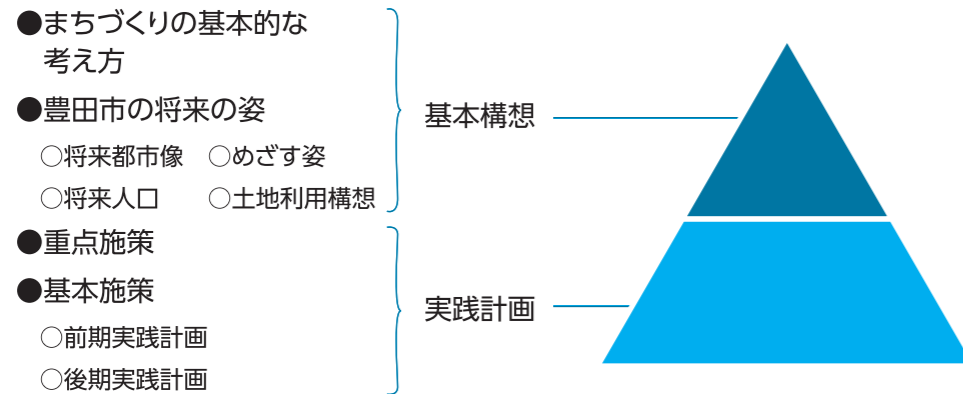 ●まちづくりの基本的な
考え方
●豊田市の将来の姿
○将来都市像 ○めざす姿
○将来人口 ○土地利用構想
基本構想
●重点施策
●基本施策
○前期実践計画
○後期実践計画
実践計画